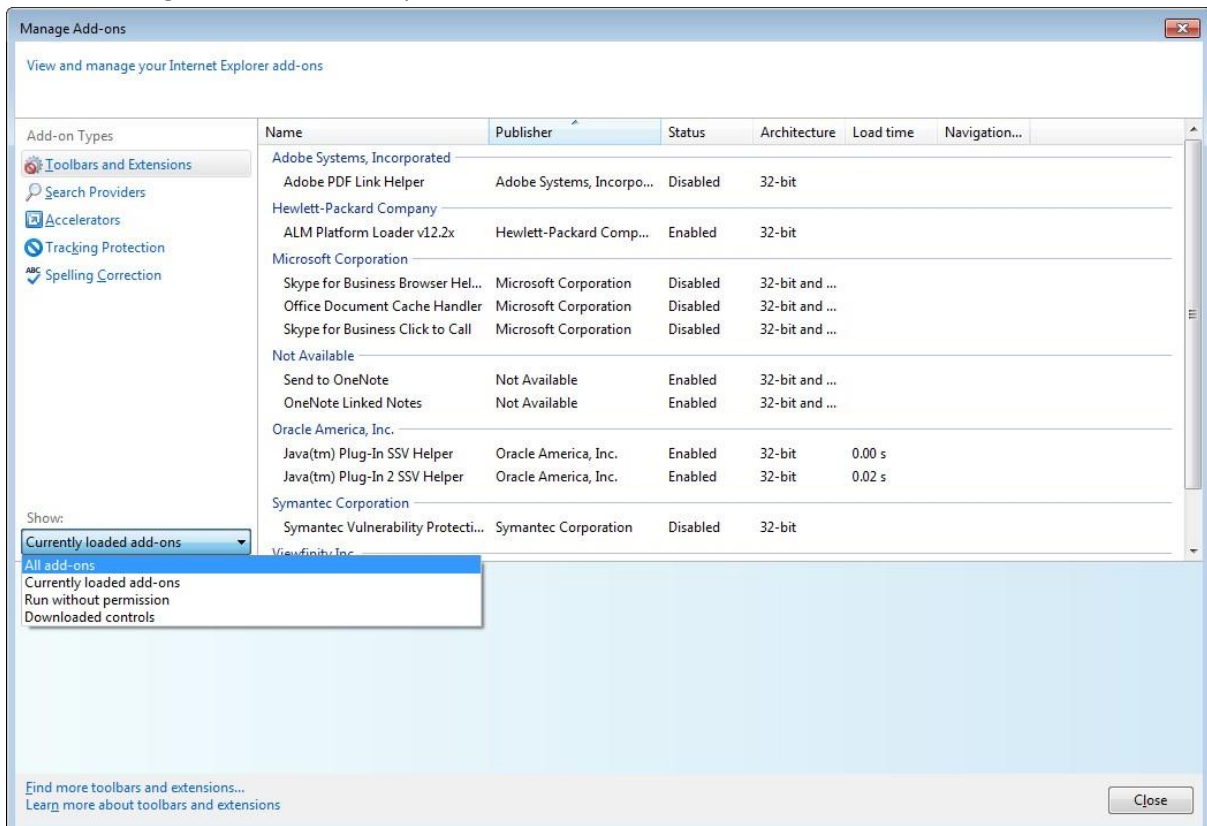 Manage Add-ons
View and manage your Internet Explorer add-ons
Add-on Types
Toolbars and Extensions
Search Providers
Accelerators
Tracking Protection
ABC Spelling Correction
Show:
Currently loaded add-ons
All add-ons
Currently loaded add-ons
Run without permission
Downloaded controls
Name Publisher Status Architecture Load time Navigation...
Adobe Systems, Incorporated
Adobe PDF Link Helper Adobe Systems, Incorpo... Disabled 32-bit
Hewlett-Packard Company
ALM Platform Loader v12.2x Hewlett-Packard Comp... Enabled 32-bit
Microsoft Corporation
Skype for Business Browser Hel... Microsoft Corporation Disabled 32-bit and ...
Office Document Cache Handler Microsoft Corporation Disabled 32-bit and ...
Skype for Business Click to Call Microsoft Corporation Disabled 32-bit and ...
Not Available
Send to OneNote Not Available Enabled 32-bit and ...
OneNote Linked Notes Not Available Enabled 32-bit and ...
Oracle America, Inc.
Java(tm) Plug-In SSV Helper Oracle America, Inc. Enabled 32-bit 0.00 s
Java(tm) Plug-In 2 SSV Helper Oracle America, Inc. Enabled 32-bit 0.02 s
Symantec Corporation
Symantec Vulnerability Protecti... Symantec Corporation Disabled 32-bit
Viewfinity Inc.
Find more toolbars and extensions...
Learn more about toolbars and extensions
Close